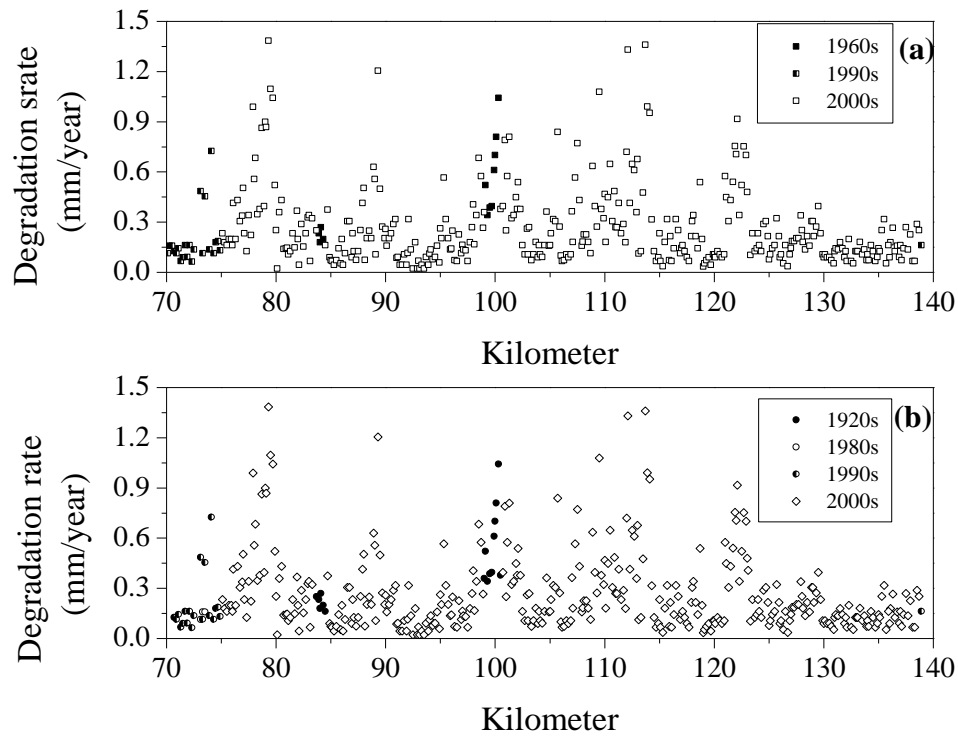 1.5
1.2
0.9
0.6
0.3
0.0
Degradation srate
(mm/year)
(a)
1960s
1990s
2000s
70 80 90 100 110 120 130 140
Kilometer
1.5
1.2
0.9
0.6
0.3
0.0
Degradation rate
(mm/year)
(b)
1920s
1980s
1990s
2000s
70 80 90 100 110 120 130 140
Kilometer